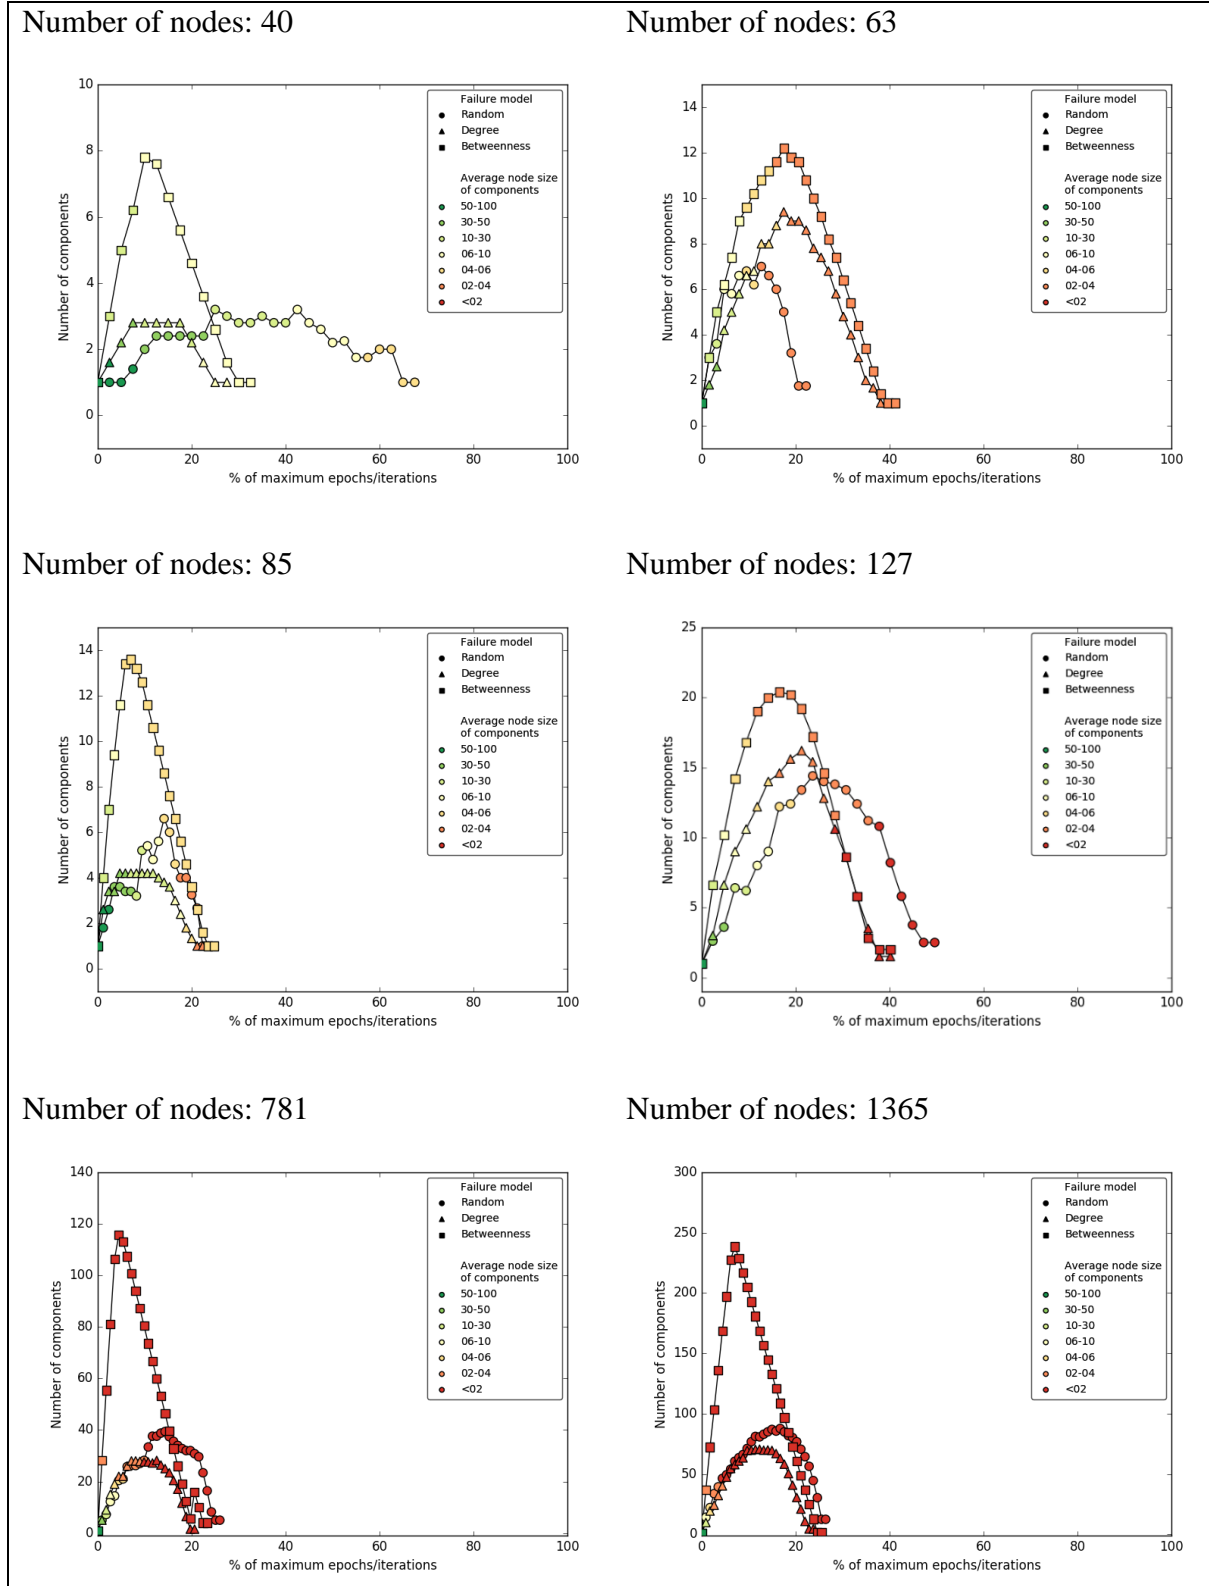 Number of nodes: 40
10
8
6
4
2
0
Number of components
0 20 40 60 80 100
% of maximum epochs/iterations
Failure model
Random
Degree
Betweenness
Average node size
of components
50-100
30-50
10-30
06-10
04-06
02-04
<02
Number of nodes: 63
14
12
10
8
6
4
2
0
Number of components
0 20 40 60 80 100
% of maximum epochs/iterations
Failure model
Random
Degree
Betweenness
Average node size
of components
50-100
30-50
10-30
06-10
04-06
02-04
<02
Number of nodes: 85
14
12
10
8
6
4
2
0
Number of components
0 20 40 60 80 100
% of maximum epochs/iterations
Failure model
Random
Degree
Betweenness
Average node size
of components
50-100
30-50
10-30
06-10
04-06
02-04
<02
Number of nodes: 127
25
20
15
10
5
0
Number of components
0 20 40 60 80 100
% of maximum epochs/iterations
Failure model
Random
Degree
Betweenness
Average node size
of components
50-100
30-50
10-30
06-10
04-06
02-04
<02
Number of nodes: 781
140
120
100
80
60
40
20
0
Number of components
0 20 40 60 80 100
% of maximum epochs/iterations
Failure model
Random
Degree
Betweenness
Average node size
of components
50-100
30-50
10-30
06-10
04-06
02-04
<02
Number of nodes: 1365
300
250
200
150
100
50
0
Number of components
0 20 40 60 80 100
% of maximum epochs/iterations
Failure model
Random
Degree
Betweenness
Average node size
of components
50-100
30-50
10-30
06-10
04-06
02-04
<02